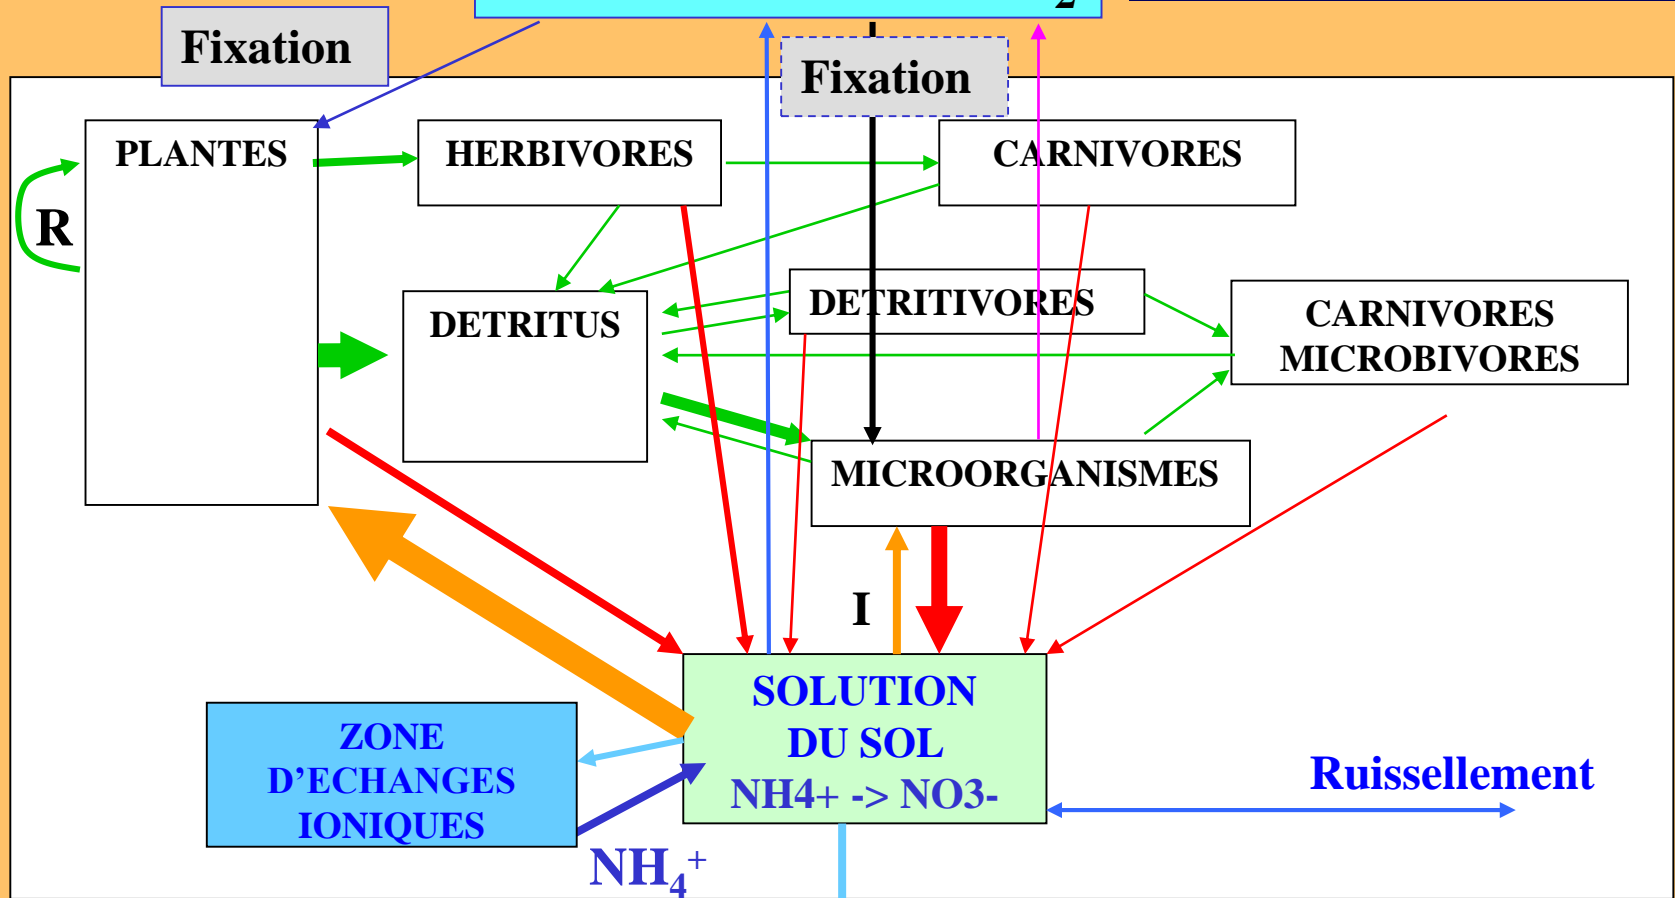 2
Fixation
Fixation
PLANTES
HERBIVORES
CARNIVORES
R
DETRITUS
DETRITIVORES
CARNIVORES
MICROBIVORES
MICROORGANISMES
I
SOLUTION
DU SOL
NH4+ -> NO3-
ZONE
D’ECHANGES
IONIQUES
Ruissellement
NH₄⁺